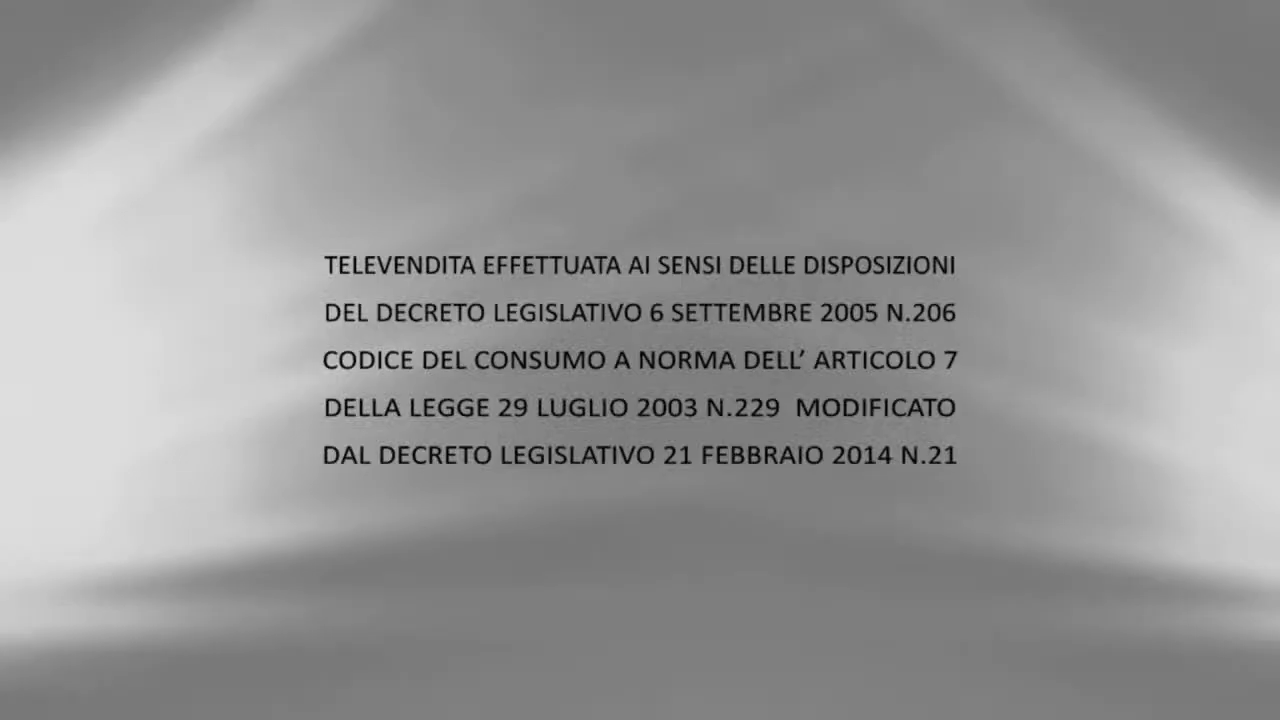 TELEVENDITA EFFETTUATA AI SENSI DELLE DISPOSIZIONI
DEL DECRETO LEGISLATIVO 6 SETTEMBRE 2005 N.206
CODICE DEL CONSUMO A NORMA DELL’ ARTICOLO 7
DELLA LEGGE 29 LUGLIO 2003 N.229  MODIFICATO
DAL DECRETO LEGISLATIVO 21 FEBBRAIO 2014 N.21